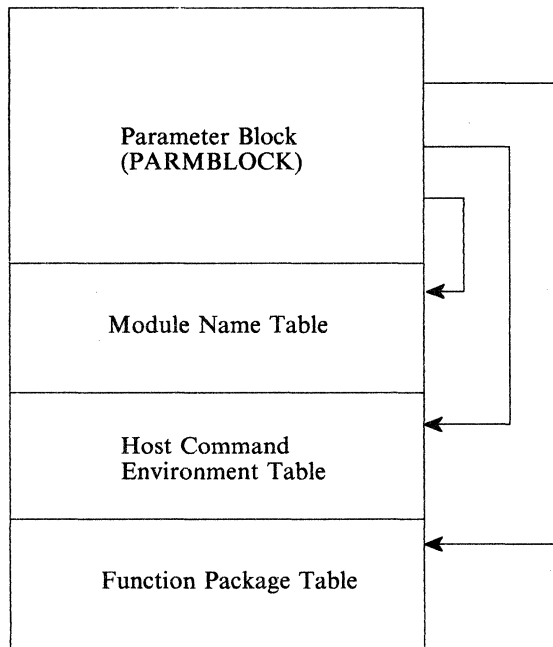 Parameter Block
(PARMBLOCK)
Module Name Table
Host Command
Environment Table
Function Package Table